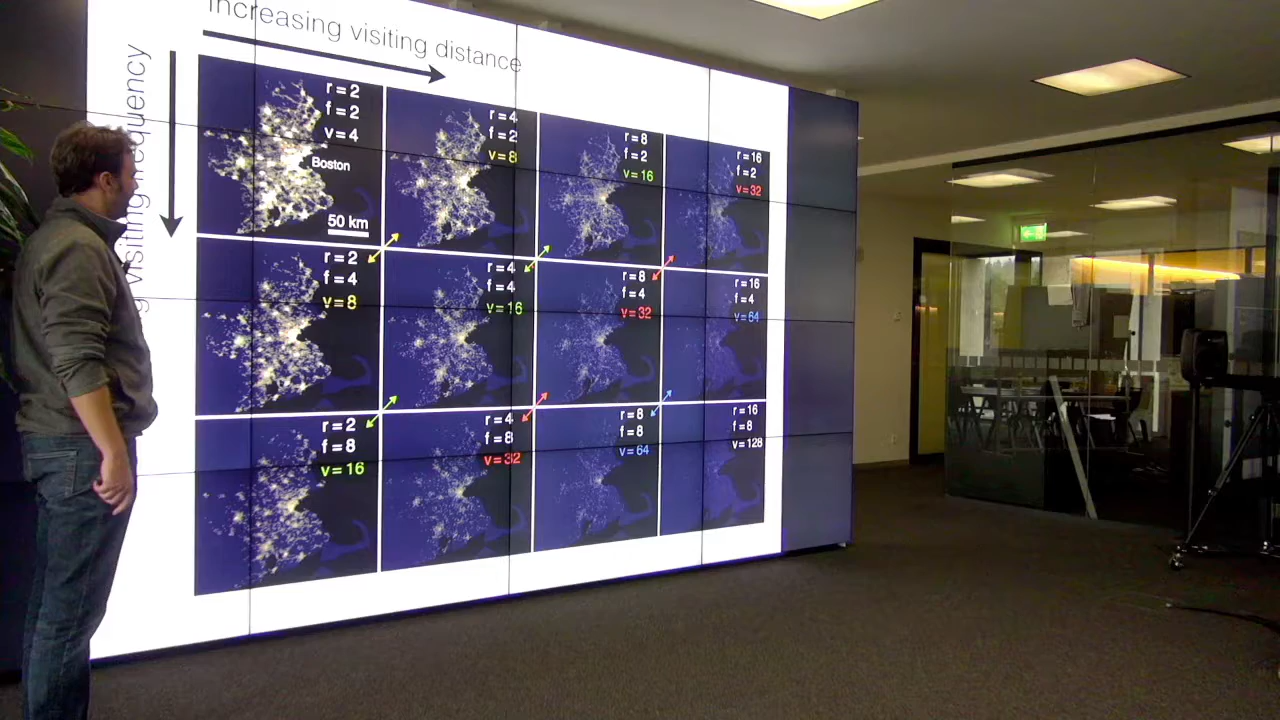 Increasing visiting distance
visiting frequency
r = 2
f = 2
v = 4
Boston
50 km
r = 4
f = 2
v = 8
r = 8
f = 2
v = 16
r = 16
f = 2
v = 32
r = 2
f = 4
v = 8
r = 4
f = 4
v = 16
r = 8
f = 4
v = 32
r = 16
f = 4
v = 64
r = 2
f = 8
v = 16
r = 4
f = 8
v = 32
r = 8
f = 8
v = 64
r = 16
f = 8
v = 128